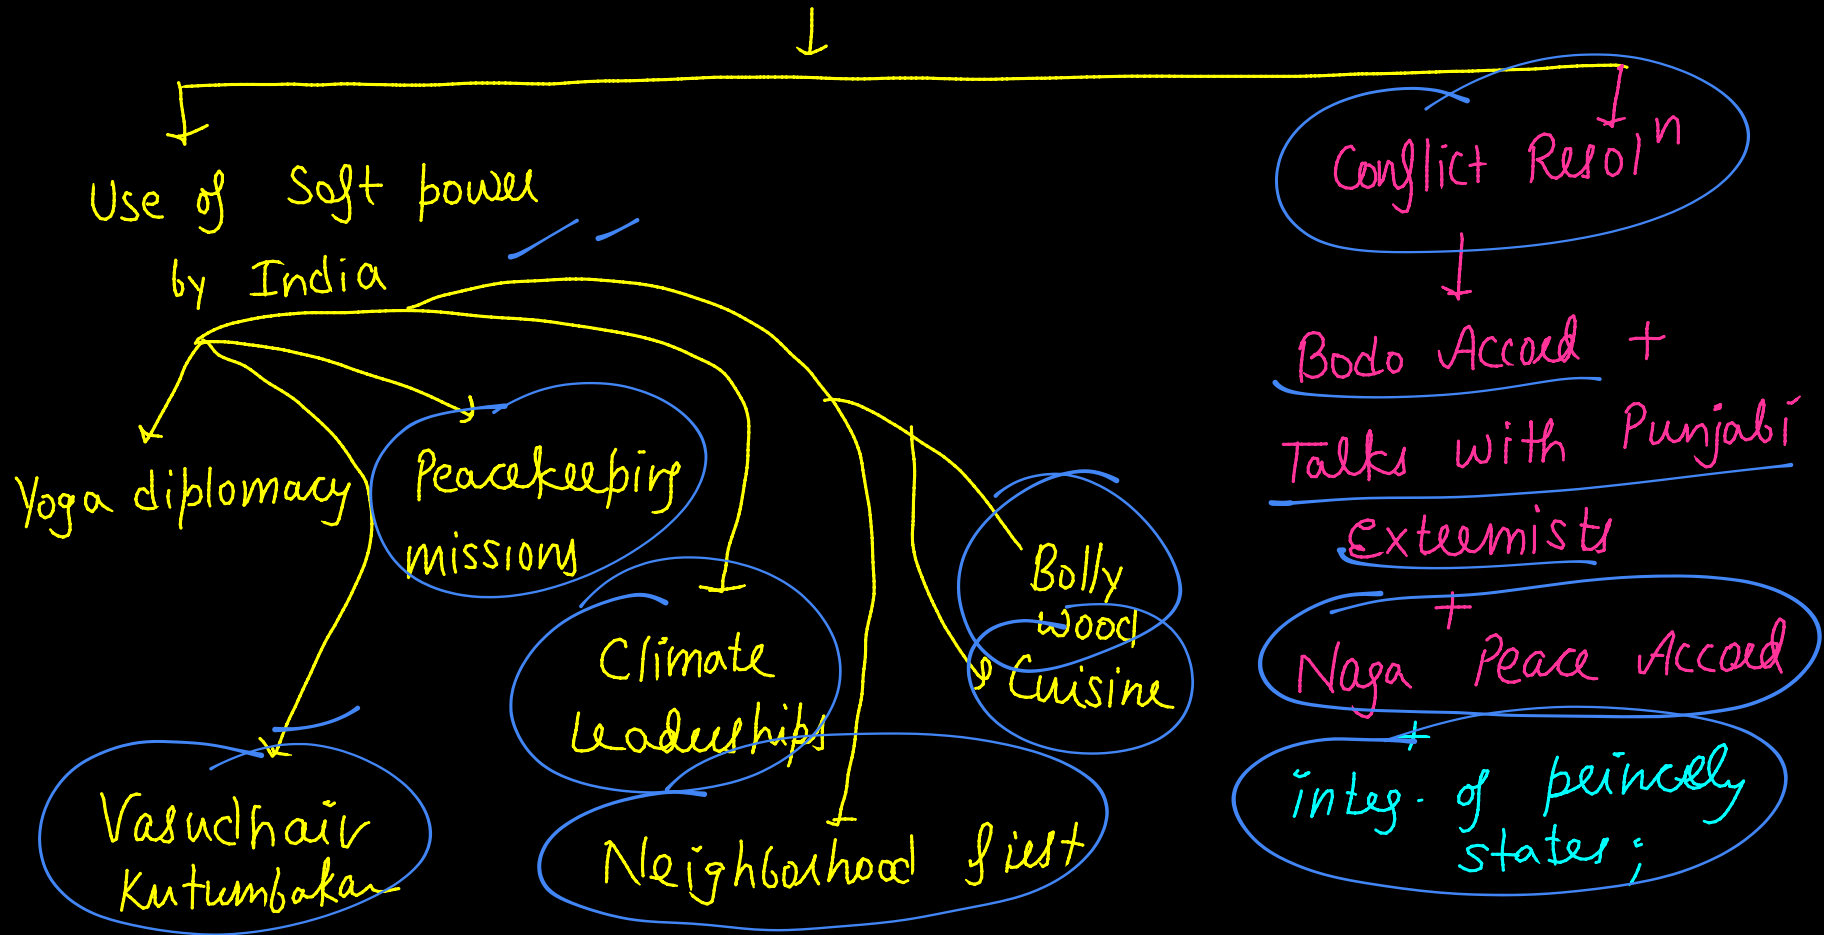 Use of Soft power
by India
Yoga diplomacy
Peacekeeping
missions
Climate
Leaderships
Bolly
Wood
Cuisine
Vasudhaiv
Kutumbakam
Neighborhood first
Conflict Resolⁿ
Bodo Accord +
Talks with Punjabi
Extremists
+
Naga Peace Accord
+
integ. of princely
states;